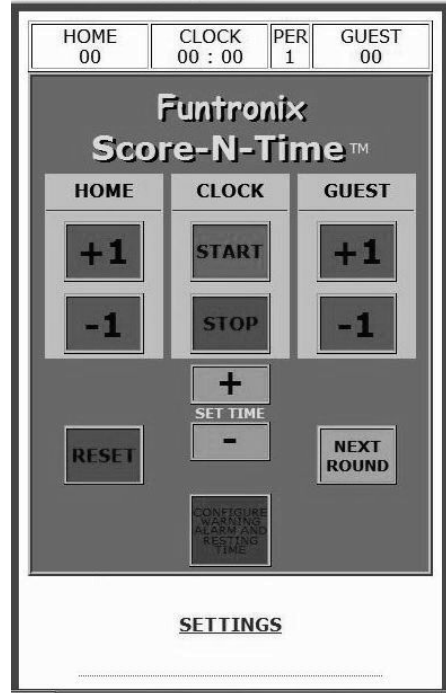 HOME CLOCK PER GUEST
00 00 : 00 1 00
Funtronix
Score-N-Time™
HOME CLOCK GUEST
+1 START +1
-1 STOP -1
+
SET TIME
-
RESET
NEXT
ROUND
CONFIGURE
WARNING
ALARM AND
RESTING
TIME
SETTINGS